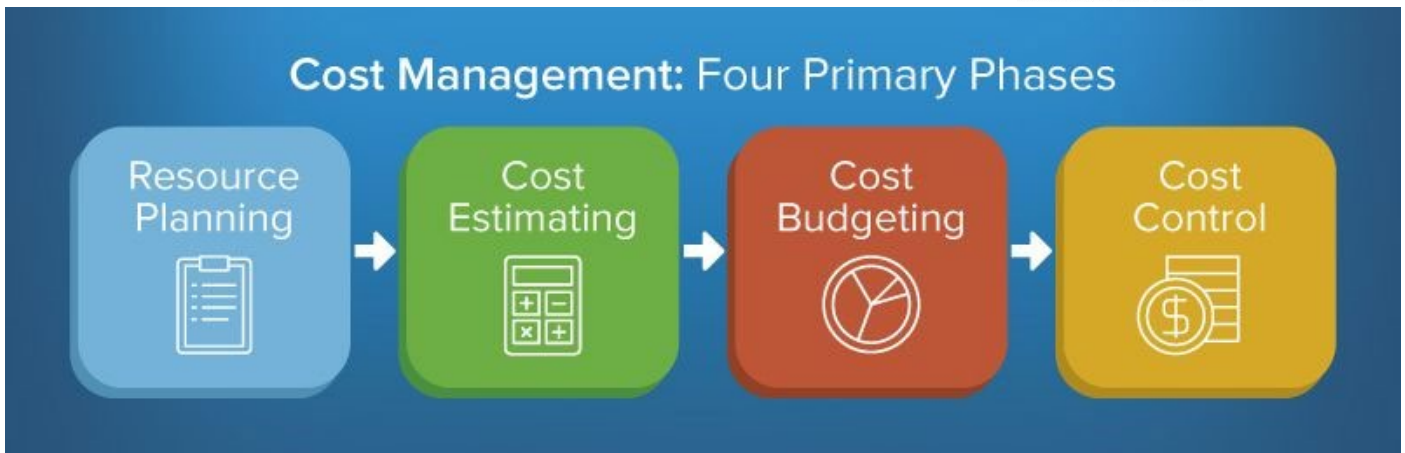 Cost Management: Four Primary Phases
Resource
Planning
Cost
Estimating
Cost
Budgeting
Cost
Control